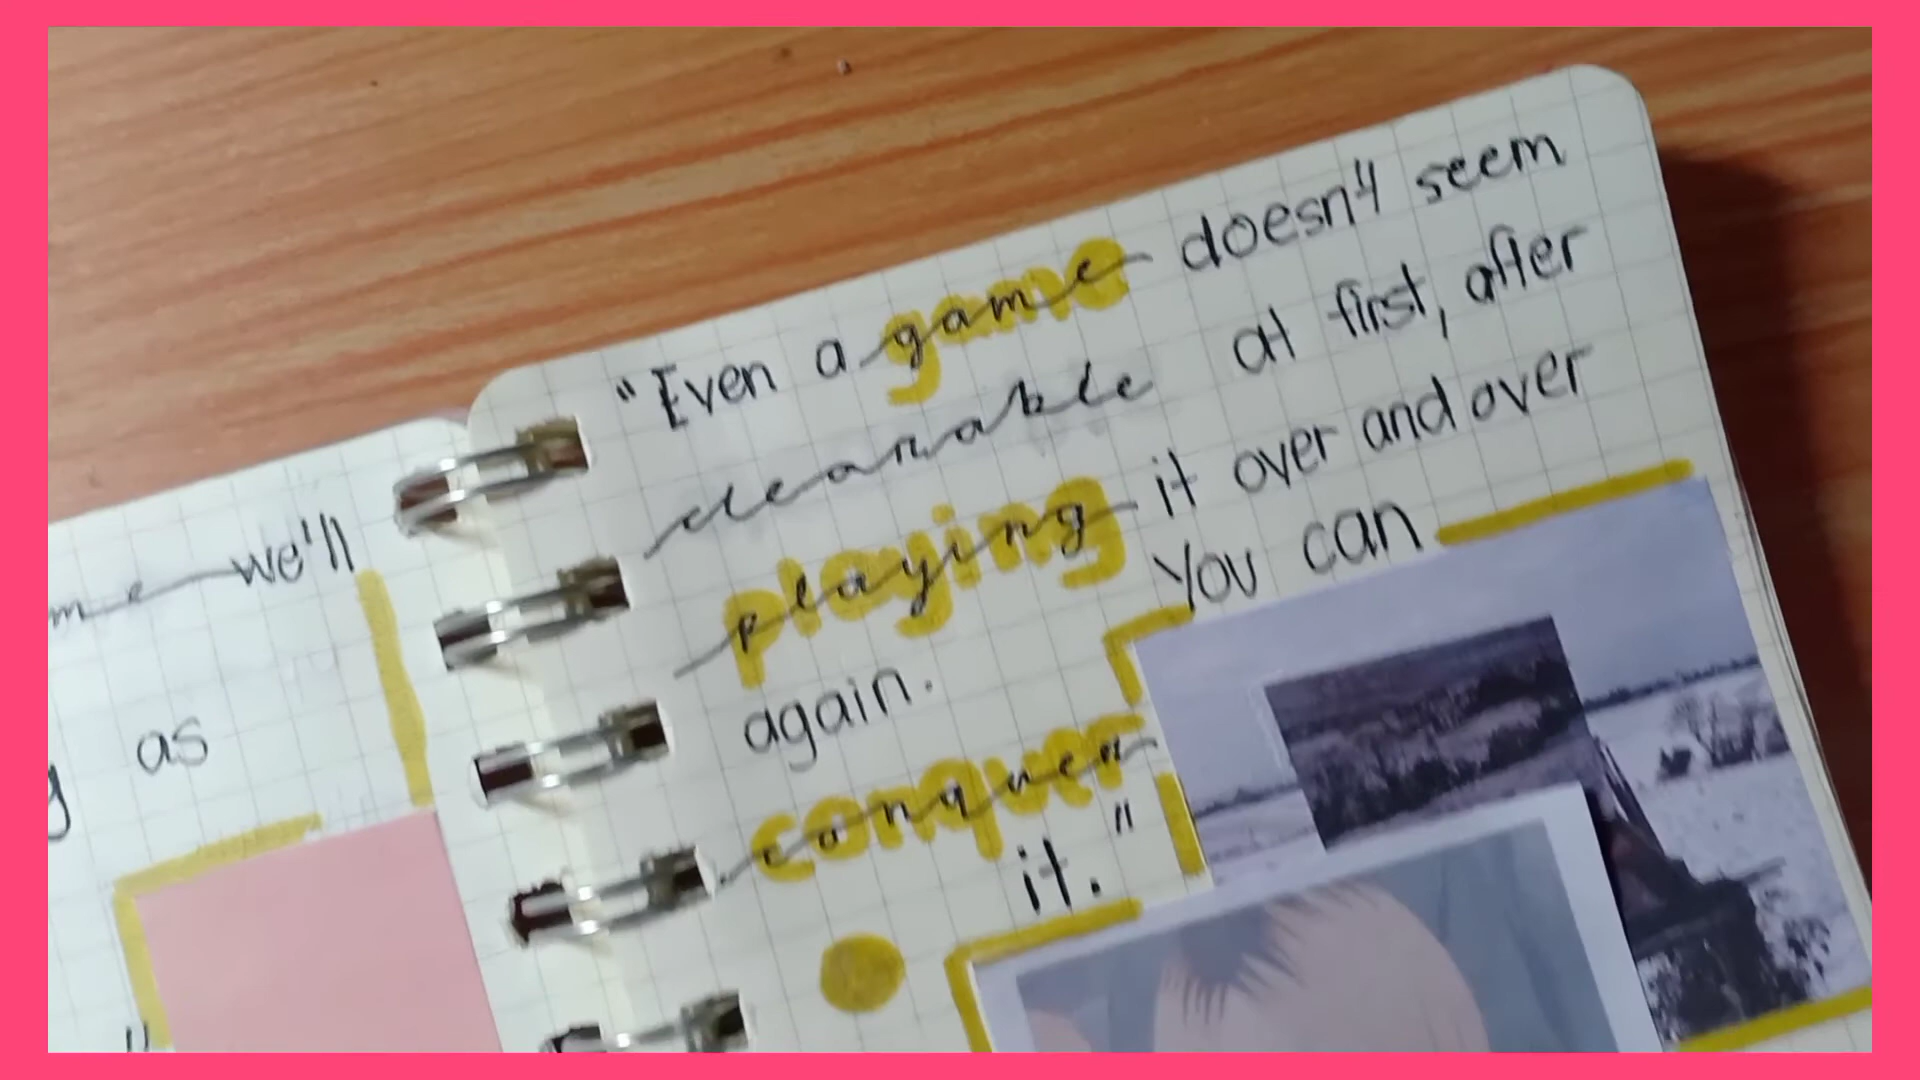 me we'll
as
g
"
"Even a game doesn't seem
clearable at first, after
playing it over and over
again. You can
conquer
it."